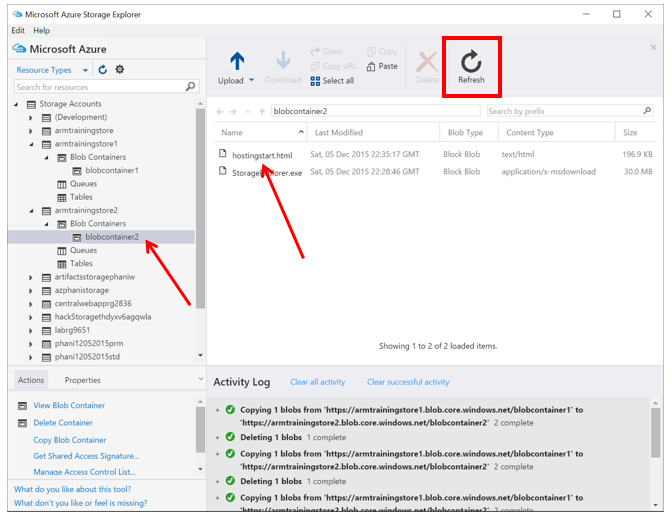 Microsoft Azure Storage Explorer
Edit Help
Microsoft Azure
Resource Types
Search for resources
Storage Accounts
(Development)
armtrainingstore
armtrainingstore1
Blob Containers
blobcontainer1
Queues
Tables
armtrainingstore2
Blob Containers
blobcontainer2
Queues
Tables
artifactsstoragephaniw
azphanistorage
centralwebapprg2836
hackStoragethdyxv6agqwla
labrg9651
phani12052015prm
phani12052015std
Actions Properties
View Blob Container
Delete Container
Copy Blob Container
Get Shared Access Signature...
Manage Access Control List...
What do you like about this tool?
What don't you like or feel is missing?
Upload
Download
Open
Copy URL
Select all
Copy
Paste
Delete
Refresh
blobcontainer2
Search by prefix
Name Last Modified Blob Type Content Type Size
hostingstart.html Sat, 05 Dec 2015 22:35:17 GMT Block Blob text/html 196.9 KB
StorageExplorer.exe Sat, 05 Dec 2015 22:28:46 GMT Block Blob application/x-msdownload 30.0 MB
Showing 1 to 2 of 2 loaded items.
Activity Log Clear all activity Clear successful activity
Copying 1 blobs from 'https://armtrainingstore1.blob.core.windows.net/blobcontainer1' to
'https://armtrainingstore2.blob.core.windows.net/blobcontainer2' 2 complete
Deleting 1 blobs 1 complete
Copying 1 blobs from 'https://armtrainingstore1.blob.core.windows.net/blobcontainer1' to
'https://armtrainingstore2.blob.core.windows.net/blobcontainer2' 2 complete
Deleting 1 blobs 1 complete
Copying 1 blobs from 'https://armtrainingstore1.blob.core.windows.net/blobcontainer1' to
'https://armtrainingstore2.blob.core.windows.net/blobcontainer2' 2 complete